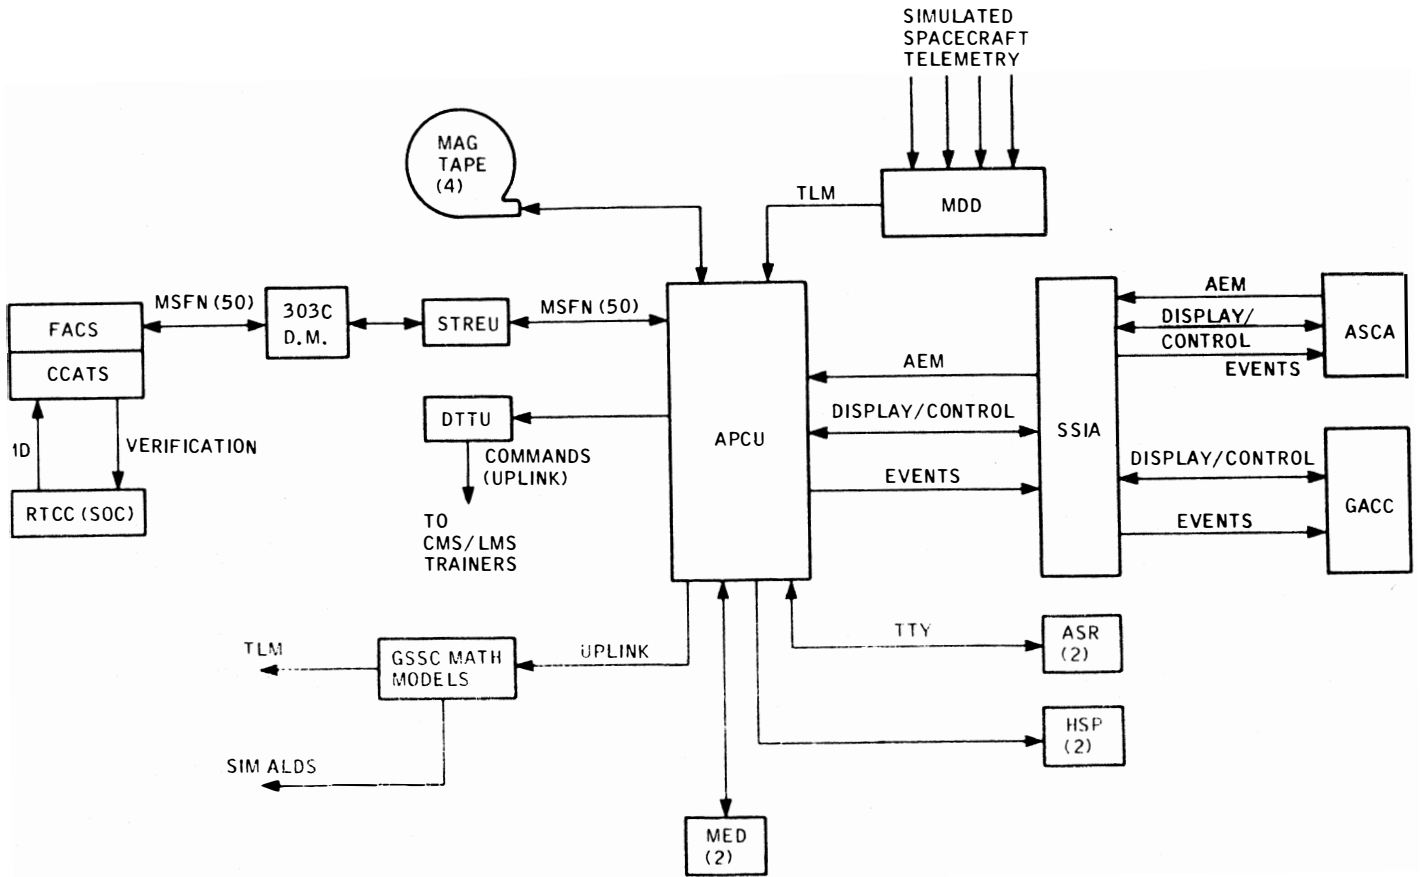 SIMULATED
SPACECRAFT
TELEMETRY
MAG
TAPE
(4)
TLM
MDD
MSFN (50)
303C
D.M.
STREU
MSFN (50)
FACS
CCATS
AEM
DISPLAY/
CONTROL
EVENTS
ASCA
AEM
DISPLAY/CONTROL
EVENTS
APCU
SSIA
DTTU
COMMANDS
(UPLINK)
TO
CMS/LMS
TRAINERS
VERIFICATION
RTCC (SOC)
DISPLAY/CONTROL
EVENTS
GACC
TLM
GSSC MATH
MODELS
UPLINK
TTY
ASR
(2)
HSP
(2)
SIM ALDS
MED
(2)